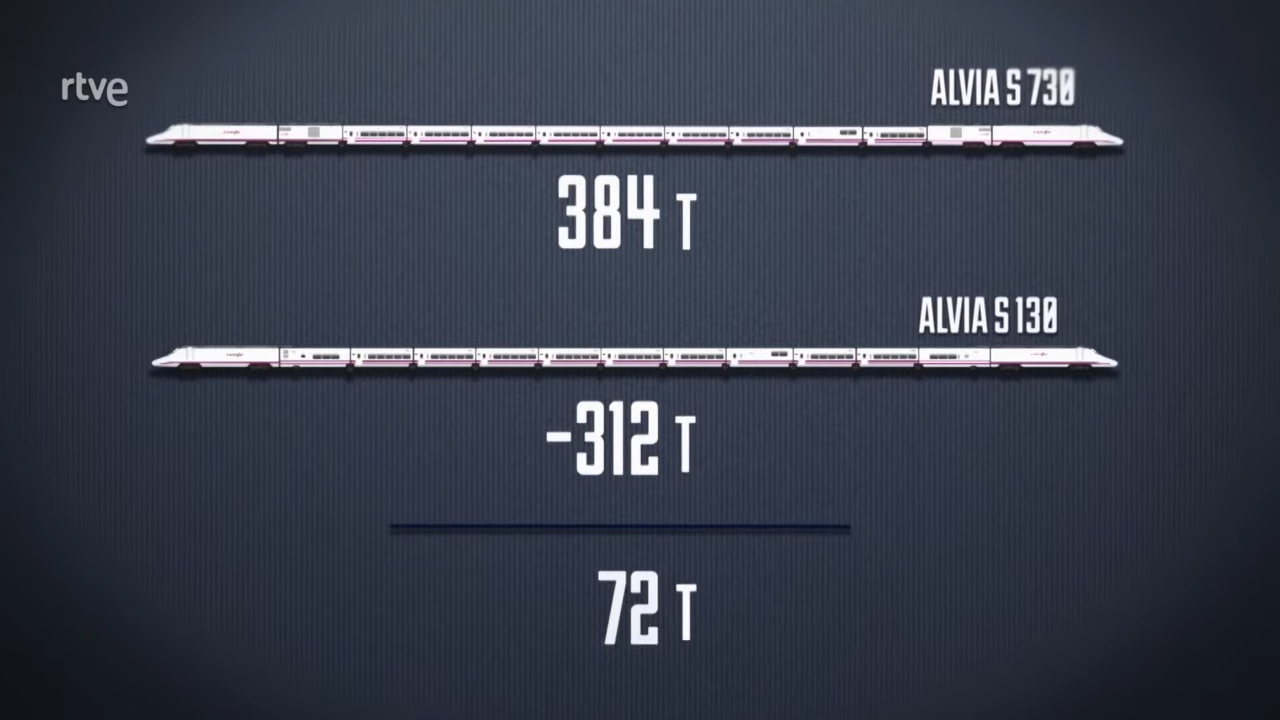 rtve
ALVIA S 730
384 T
ALVIA S 130
-312 T
72 T